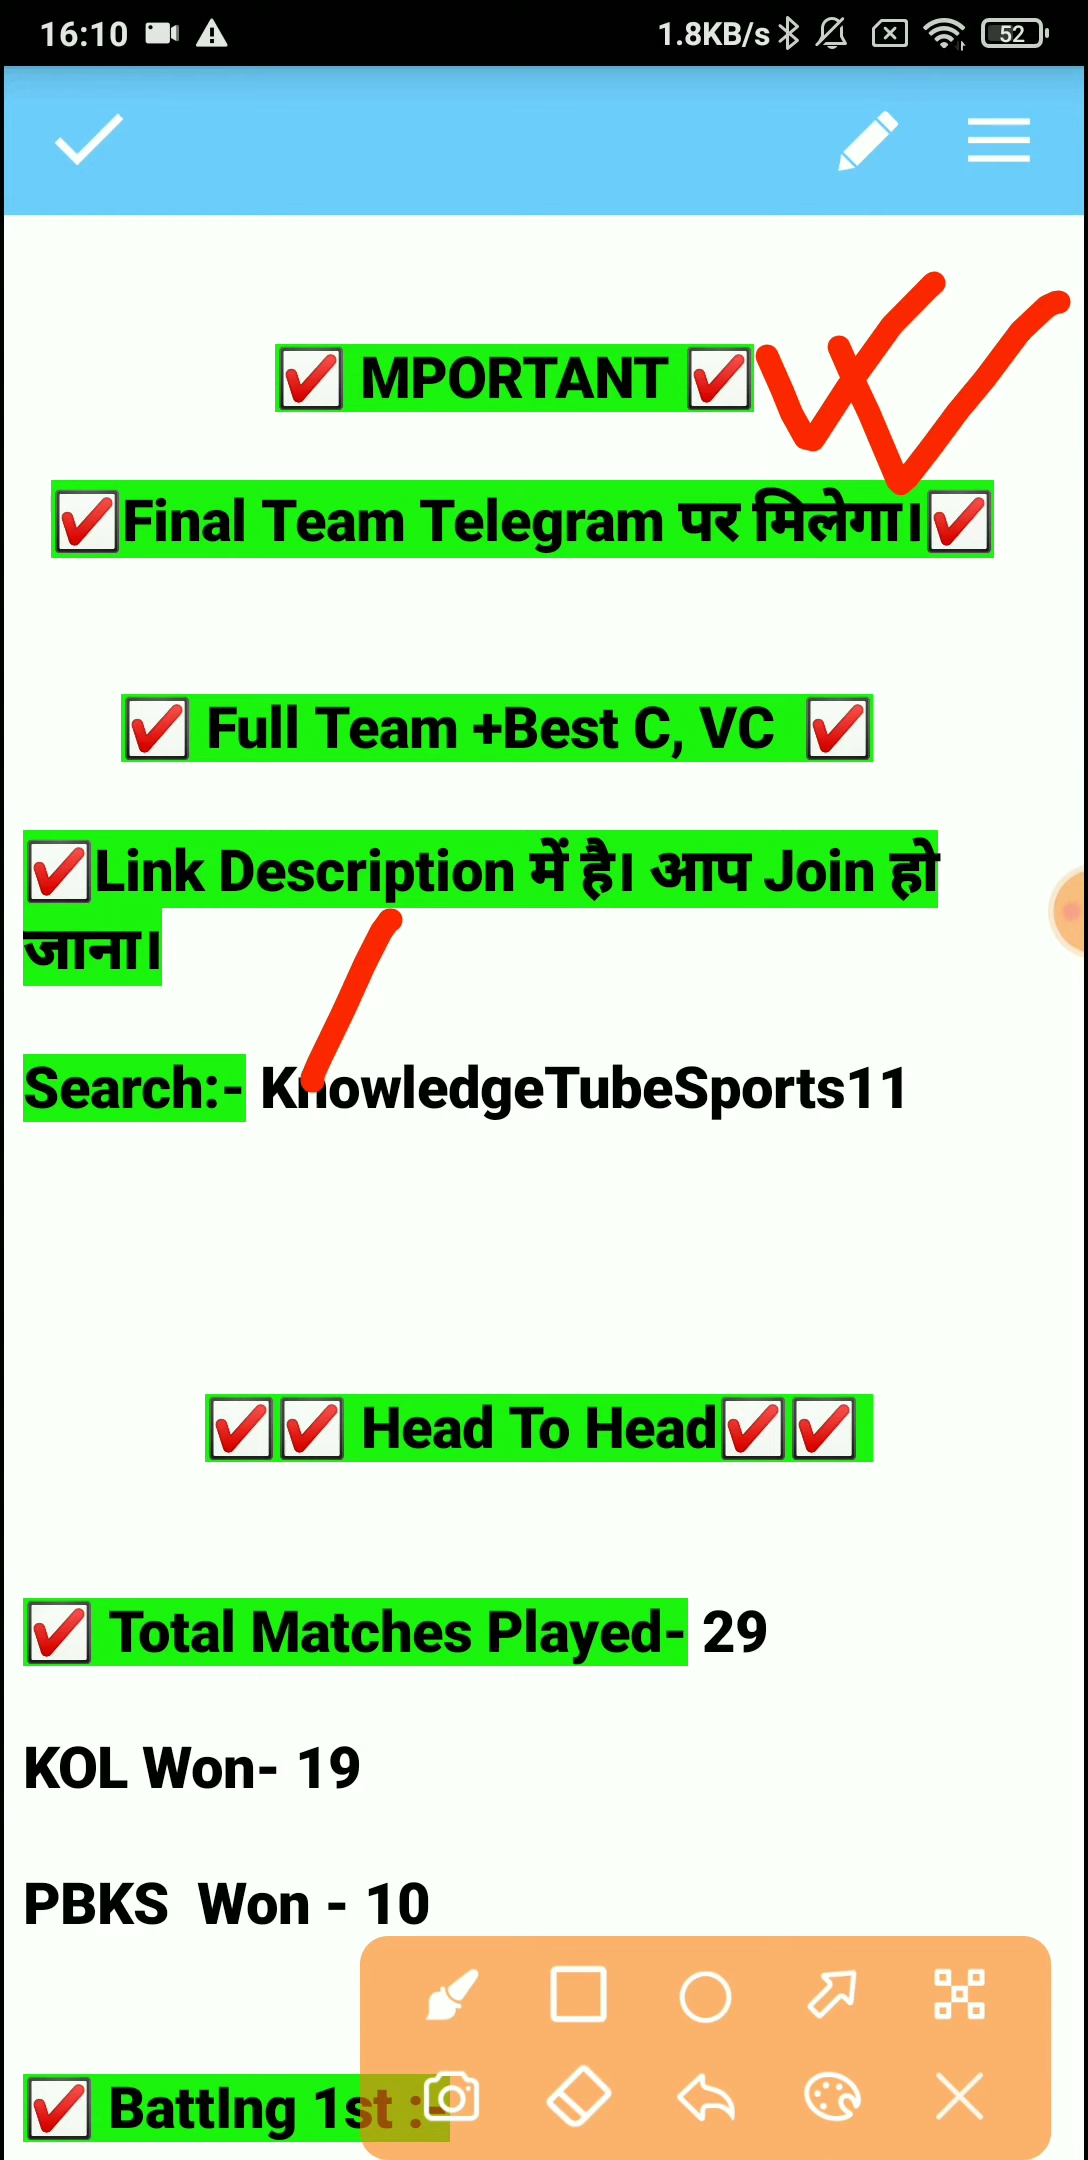 16:10 1.8KB/s 52
✔ MPORTANT ✔
✔Final Team Telegram पर मिलेगा।✔
✔ Full Team +Best C, VC ✔
✔Link Description में है। आप Join हो
जाना।
Search:- KnowledgeTubeSports11
✔✔ Head To Head✔✔
✔ Total Matches Played- 29
KOL Won- 19
PBKS Won - 10
✔ BattIng 1st :-